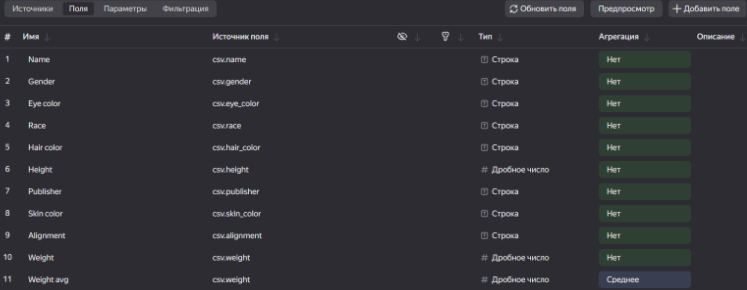 Источники Поля Параметры Фильтрация Обновить поля Предпросмотр + Добавить поле
# Имя Источник поля Тип Агрегация Описание
1 Name csv.name Строка Нет
2 Gender csv.gender Строка Нет
3 Eye color csv.eye_color Строка Нет
4 Race csv.race Строка Нет
5 Hair color csv.hair_color Строка Нет
6 Height csv.height # Дробное число Нет
7 Publisher csv.publisher Строка Нет
8 Skin color csv.skin_color Строка Нет
9 Alignment csv.alignment Строка Нет
10 Weight csv.weight # Дробное число Нет
11 Weight avg csv.weight # Дробное число Среднее